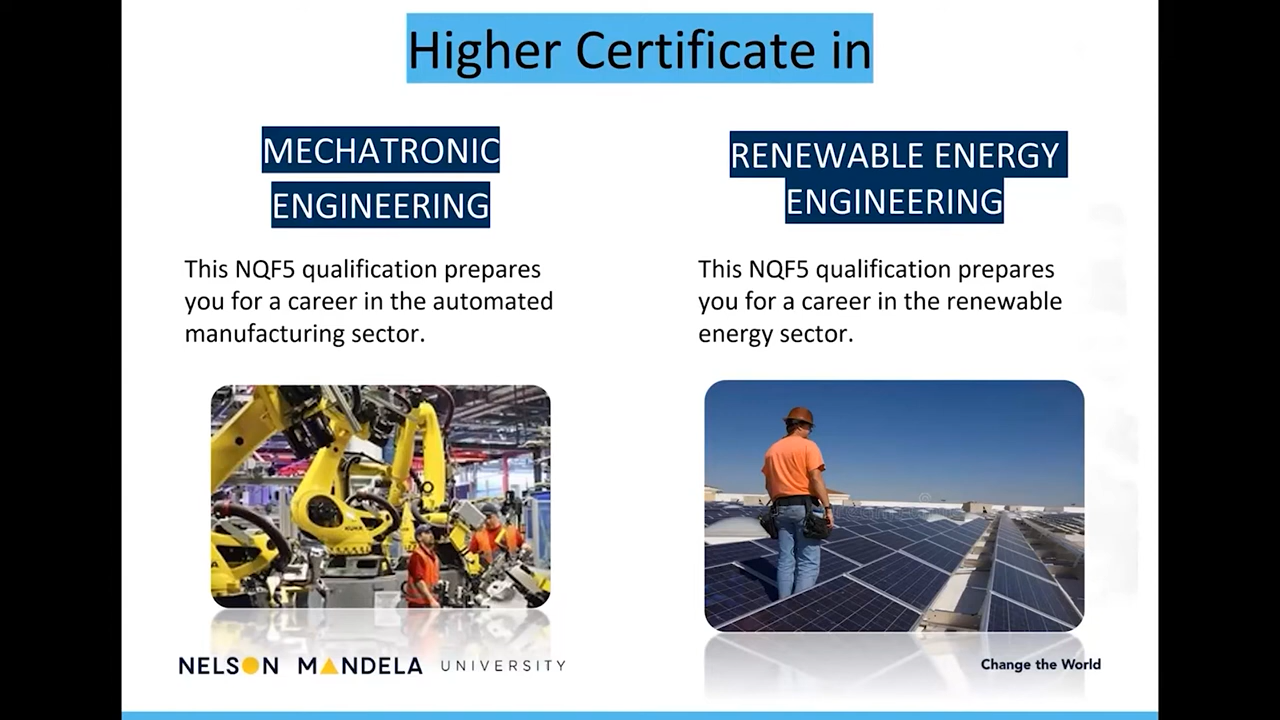 Higher Certificate in
MECHATRONIC
ENGINEERING
This NQF5 qualification prepares
you for a career in the automated
manufacturing sector.
RENEWABLE ENERGY
ENGINEERING
This NQF5 qualification prepares
you for a career in the renewable
energy sector.
NELSON MANDELA UNIVERSITY
Change the World